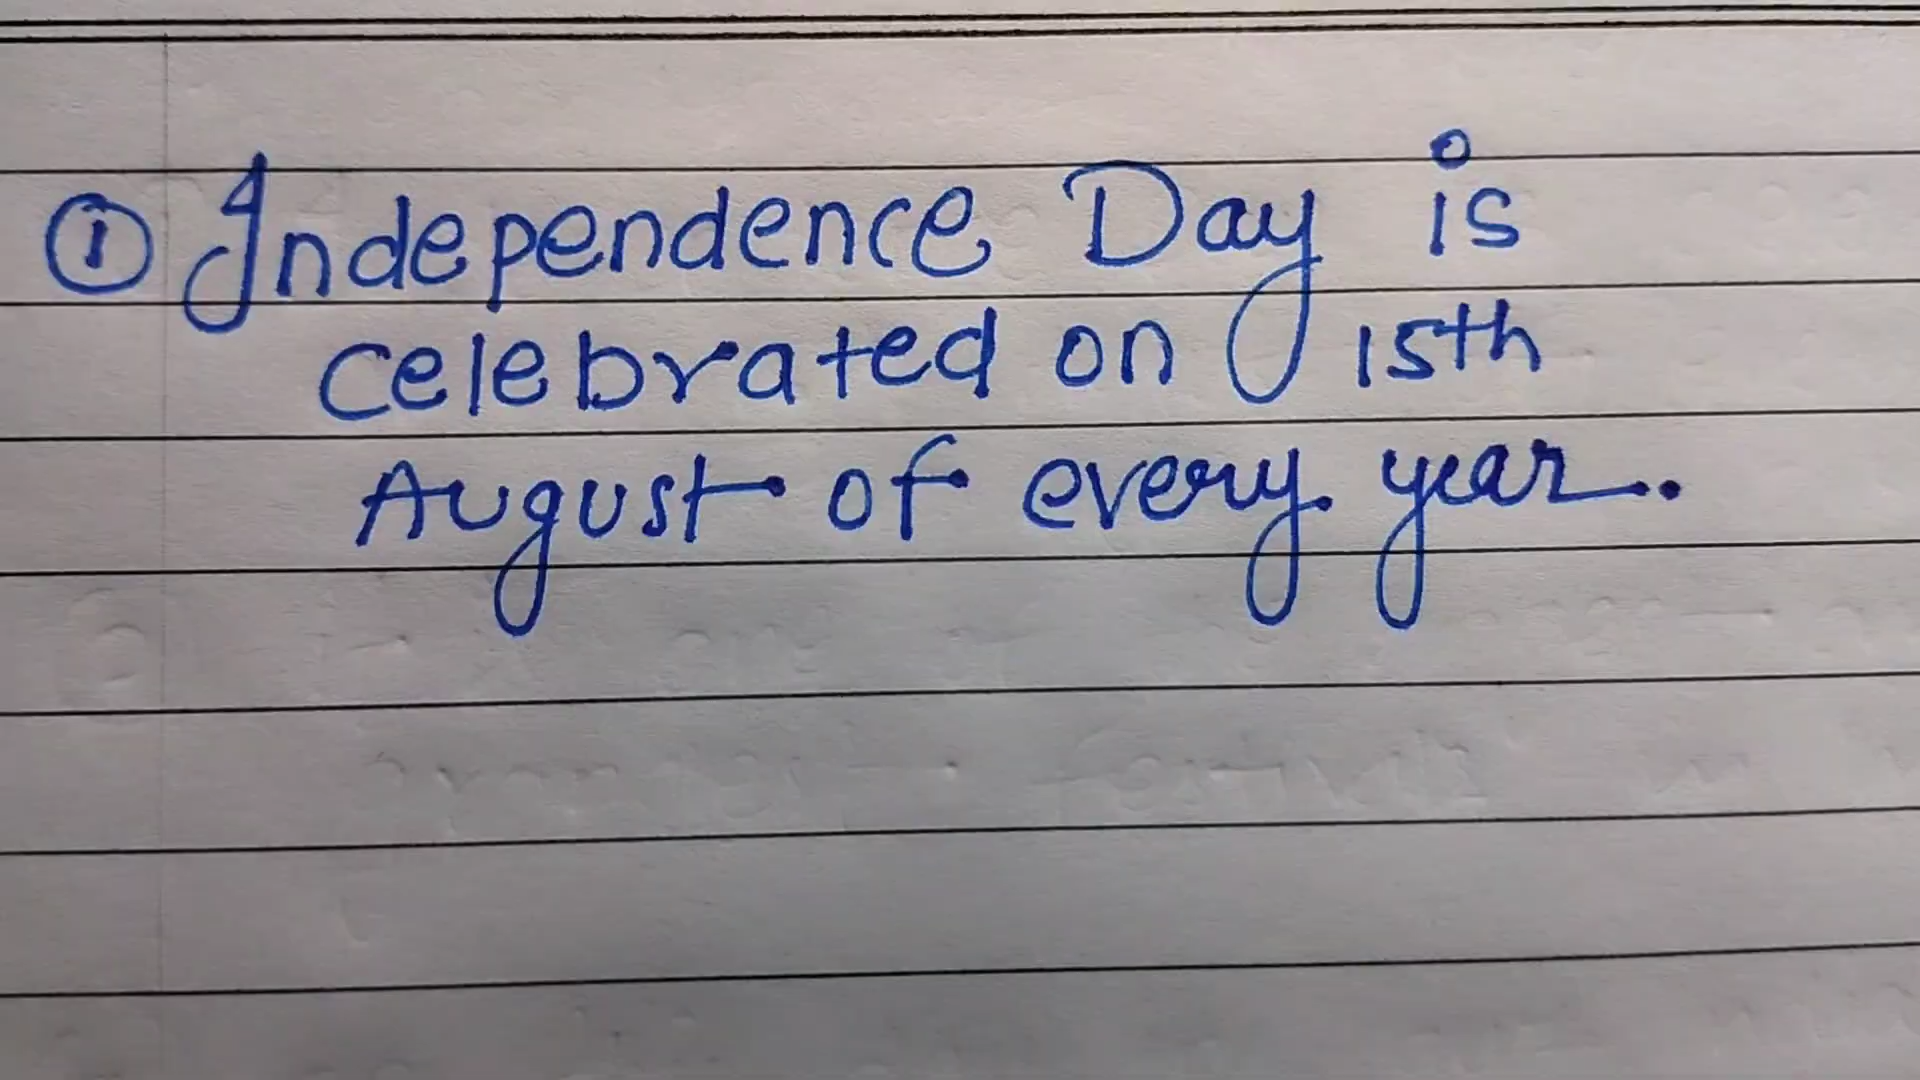 ① Independence Day is
celebrated on 15th
August of every year.